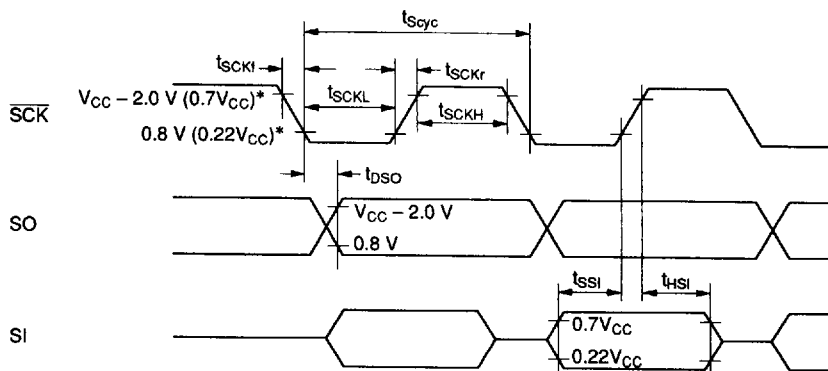 tScyc
tSCKf
tSCKr
tSCKL
VCC – 2.0 V (0.7VCC)*
SCK
tSCKH
0.8 V (0.22VCC)*
tDSO
SO
VCC – 2.0 V
0.8 V
tSSI
tHSI
SI
0.7VCC
0.22VCC